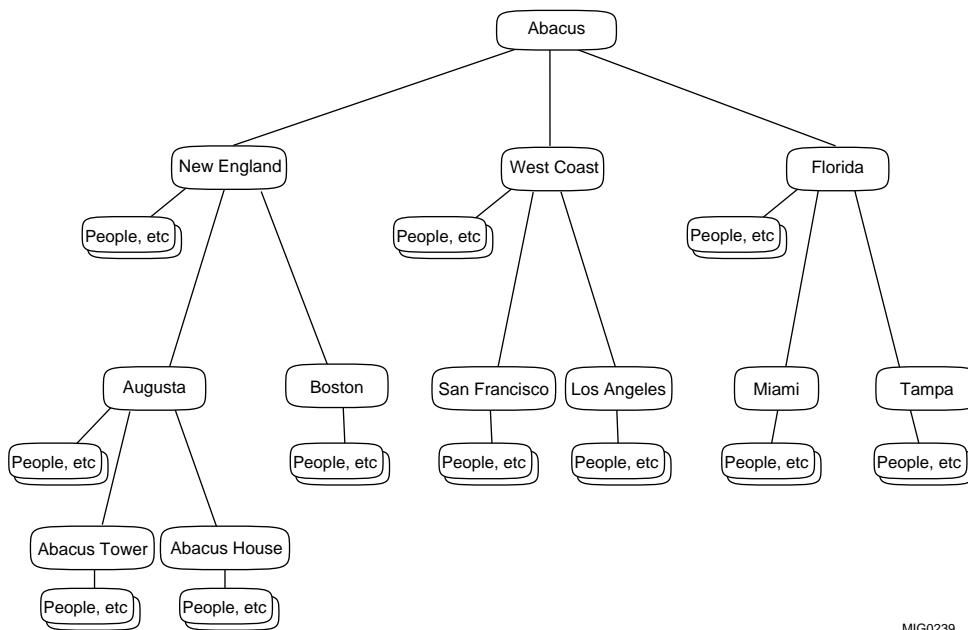 Abacus
New England
West Coast
Florida
People, etc
People, etc
People, etc
Augusta
Boston
San Francisco
Los Angeles
Miami
Tampa
People, etc
People, etc
People, etc
People, etc
People, etc
People, etc
Abacus Tower
Abacus House
People, etc
People, etc
MIG0239